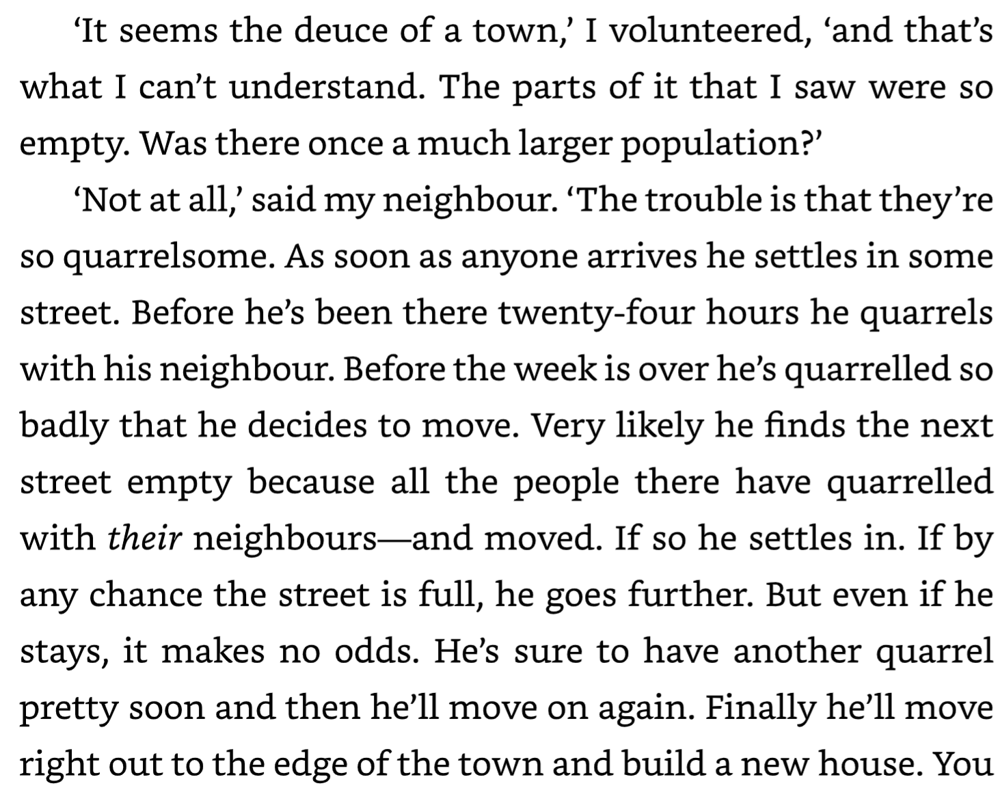 ‘It seems the deuce of a town,’ I volunteered, ‘and that’s
what I can’t understand. The parts of it that I saw were so
empty. Was there once a much larger population?’
‘Not at all,’ said my neighbour. ‘The trouble is that they’re
so quarrelsome. As soon as anyone arrives he settles in some
street. Before he’s been there twenty-four hours he quarrels
with his neighbour. Before the week is over he’s quarrelled so
badly that he decides to move. Very likely he finds the next
street empty because all the people there have quarrelled
with their neighbours—and moved. If so he settles in. If by
any chance the street is full, he goes further. But even if he
stays, it makes no odds. He’s sure to have another quarrel
pretty soon and then he’ll move on again. Finally he’ll move
right out to the edge of the town and build a new house. You